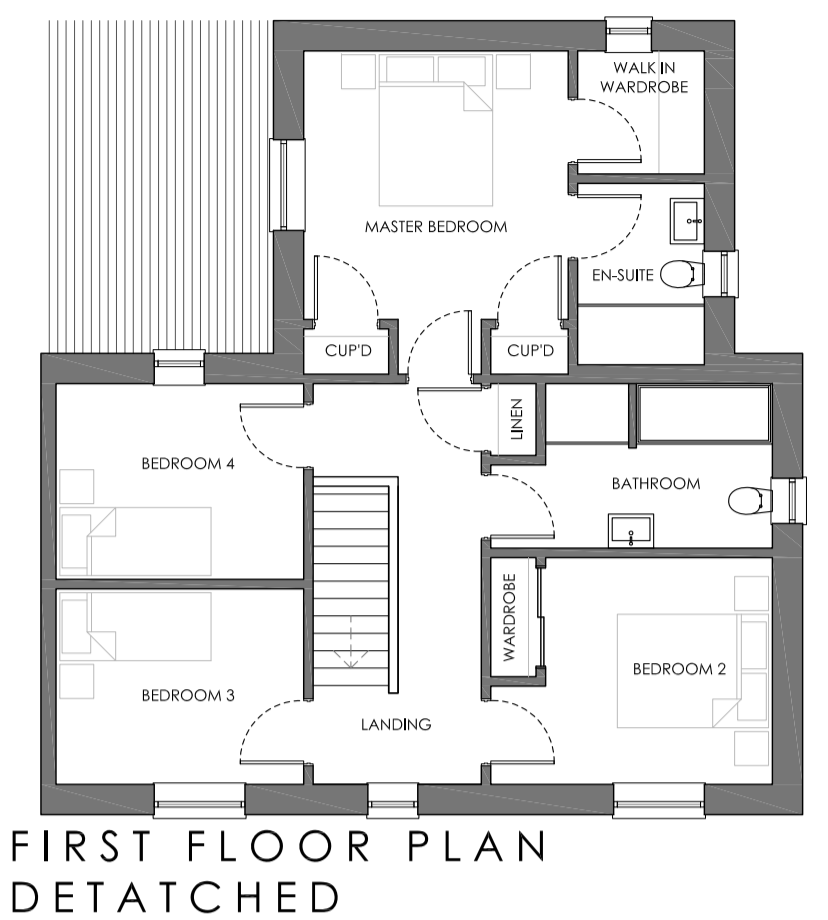 WALK IN
WARDROBE
MASTER BEDROOM
EN-SUITE
CUP'D
CUP'D
LINEN
BEDROOM 4
BATHROOM
WARDROBE
BEDROOM 2
BEDROOM 3
LANDING
FIRST FLOOR PLAN
DETATCHED